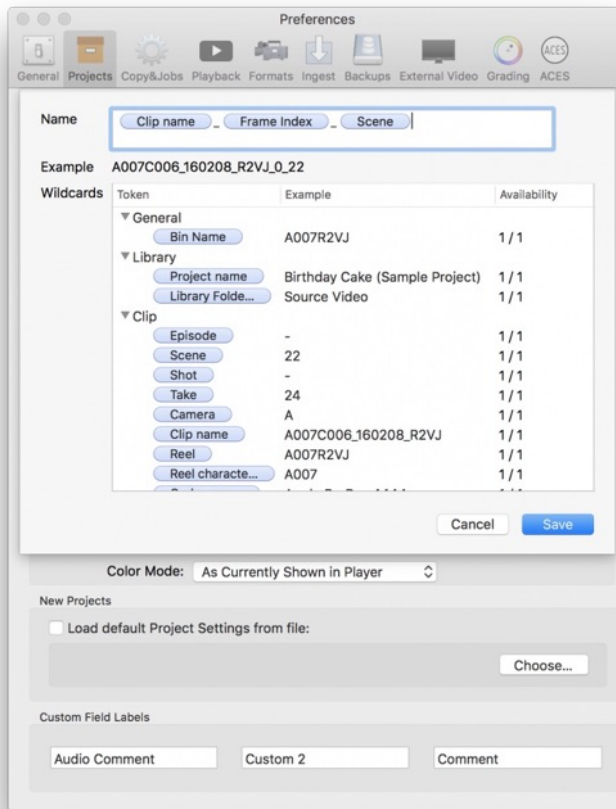 Preferences
General Projects Copy&Jobs Playback Formats Ingest Backups External Video Grading ACES
ACES
Name Clip name _ Frame Index _ Scene
Example A007C006_160208_R2VJ_0_22
Wildcards Token Example Availability
General
Bin Name A007R2VJ 1 / 1
Library
Project name Birthday Cake (Sample Project) 1 / 1
Library Folde... Source Video 1 / 1
Clip
Episode - 1 / 1
Scene 22 1 / 1
Shot - 1 / 1
Take 24 1 / 1
Camera A 1 / 1
Clip name A007C006_160208_R2VJ 1 / 1
Reel A007R2VJ 1 / 1
Reel characte... A007 1 / 1
Cancel Save
Color Mode: As Currently Shown in Player
New Projects
Load default Project Settings from file:
Choose...
Custom Field Labels
Audio Comment Custom 2 Comment